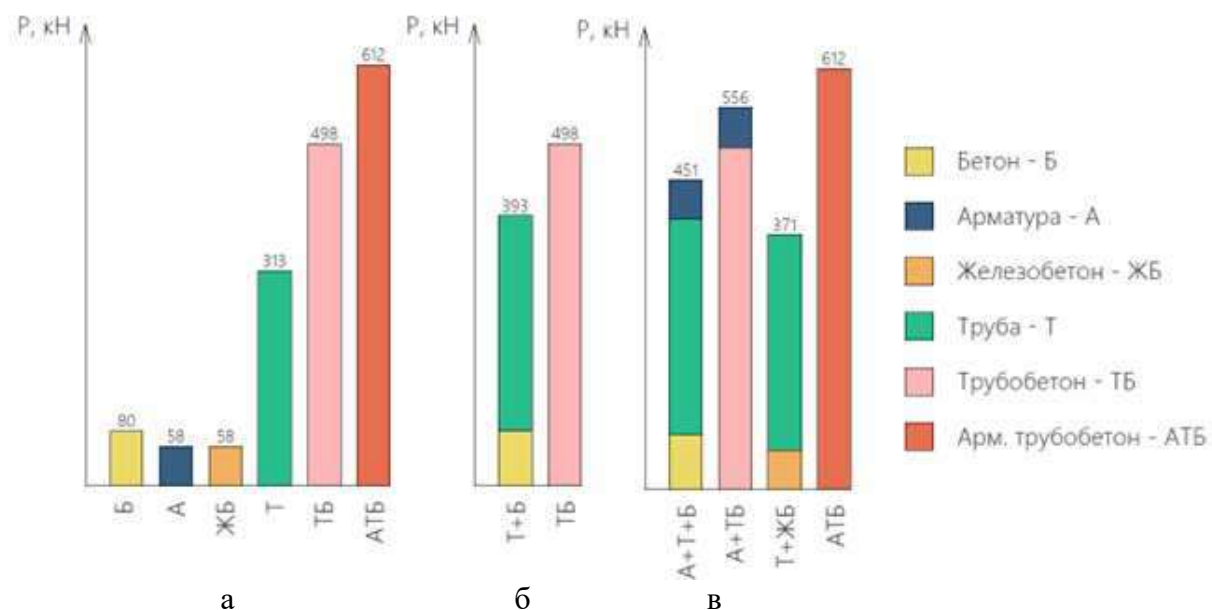 Р, кН
612
498
313
80
58
58
Б
А
ЖБ
Т
ТБ
АТБ
а
Р, кН
498
393
Т+Б
ТБ
б
Р, кН
612
556
451
371
А+Т+Б
А+ТБ
Т+ЖБ
АТБ
в
Бетон - Б
Арматура - А
Железобетон - ЖБ
Труба - Т
Трубобетон - ТБ
Арм. трубобетон - АТБ